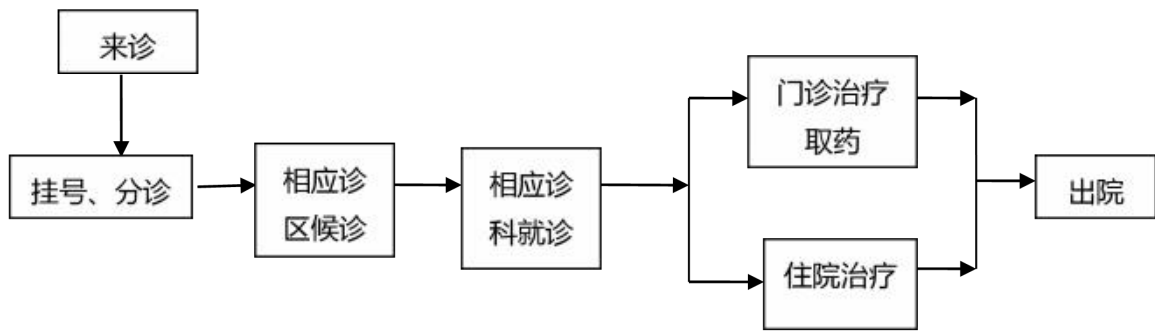 来诊
挂号、分诊
相应诊
区候诊
相应诊
科就诊
门诊治疗
取药
住院治疗
出院